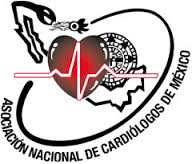 ASOCIACIÓN NACIONAL DE CARDIÓLOGOS DE MÉXICO